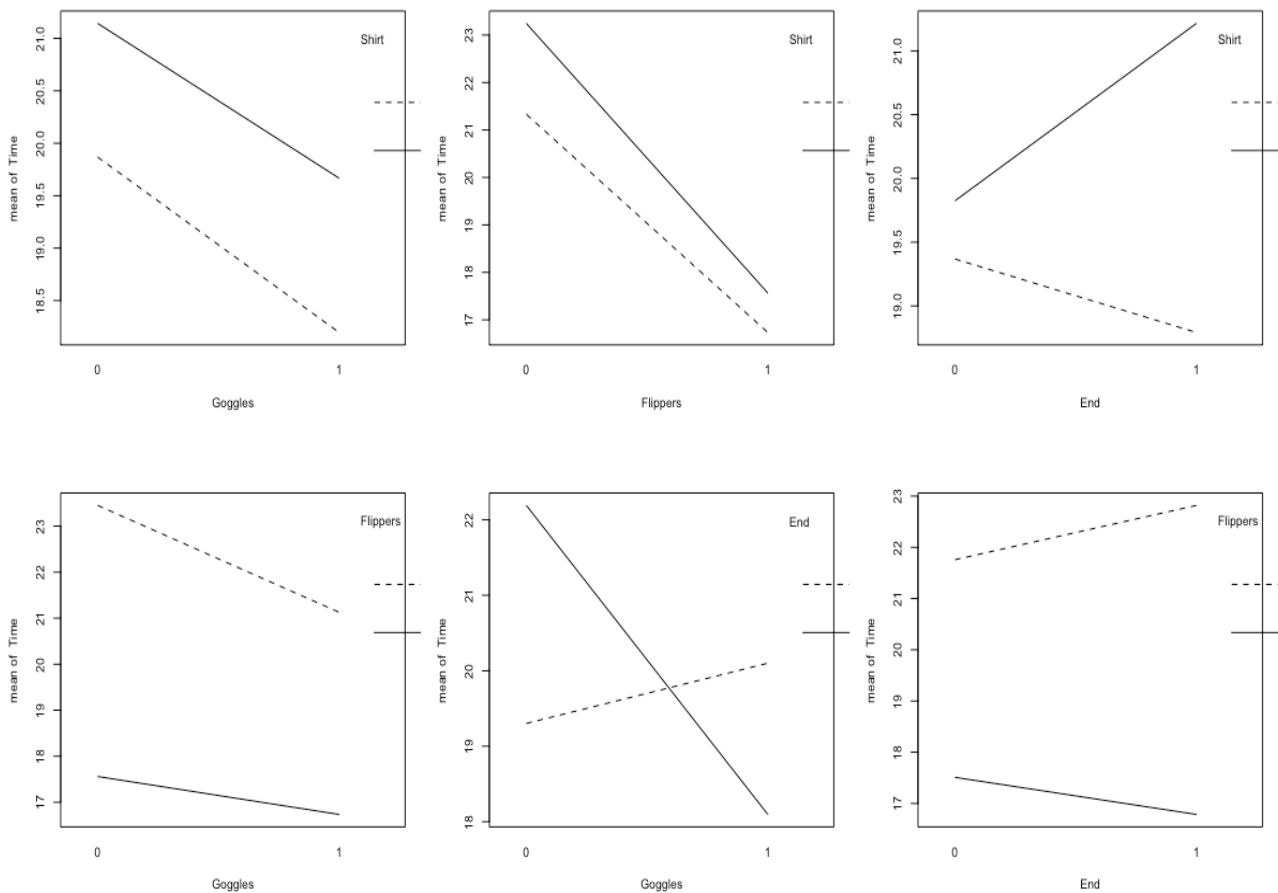 Shirt
mean of Time
18.5 19.0 19.5 20.0 20.5 21.0
0 1
Goggles
Shirt
mean of Time
17 18 19 20 21 22 23
0 1
Flippers
Shirt
mean of Time
19.0 19.5 20.0 20.5 21.0
0 1
End
Flippers
mean of Time
17 18 19 20 21 22 23
0 1
Goggles
End
mean of Time
18 19 20 21 22
0 1
Goggles
Flippers
mean of Time
17 18 19 20 21 22 23
0 1
End